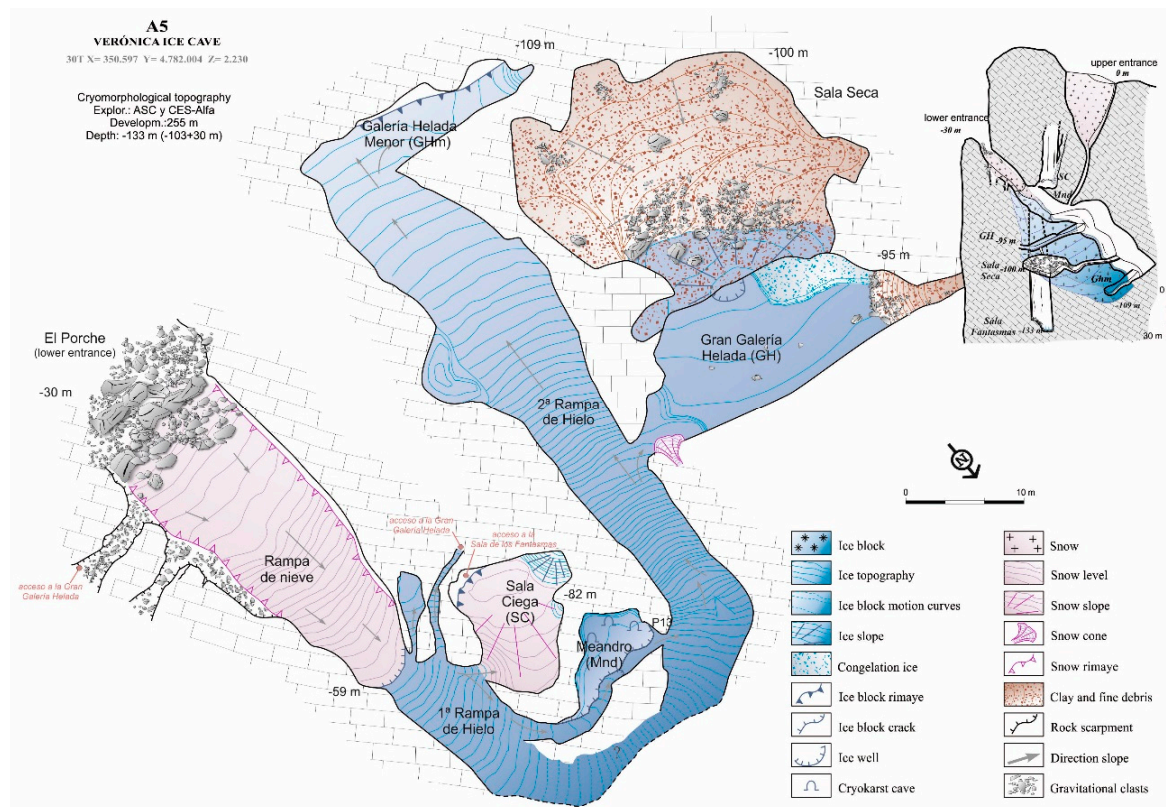 A5
VERÓNICA ICE CAVE
30T X= 350.597 Y= 4.782.004 Z= 2.230
Cryomorphological topography
Explor.: ASC y CES-Alfa
Developm.:255 m
Depth: -133 m (-103+30 m)
-109 m
-100 m
Sala Seca
Galería Helada
Menor (GHm)
-95 m
Gran Galería
Helada (GH)
2ª Rampa
de Hielo
El Porche
(lower entrance)
-30 m
acceso a la Gran
Galería Helada
Rampa
de nieve
-59 m
acceso a la Gran
Galería Helada
acceso a la
Sala de los Fantasmas
Sala
Ciega
(SC)
-82 m
Meandro
(Mnd)
P13
1ª Rampa
de Hielo
upper entrance
0 m
lower entrance
-30 m
SC
Mnd
GH
-95 m
Sala
Seca
-100 m
Ghm
-109 m
Sala
Fantasmas
-133 m
0
30 m
N
0
10 m
Ice block
Ice topography
Ice block motion curves
Ice slope
Congelation ice
Ice block rimaye
Ice block crack
Ice well
Cryokarst cave
Snow
Snow level
Snow slope
Snow cone
Snow rimaye
Clay and fine debris
Rock scarpment
Direction slope
Gravitational clasts